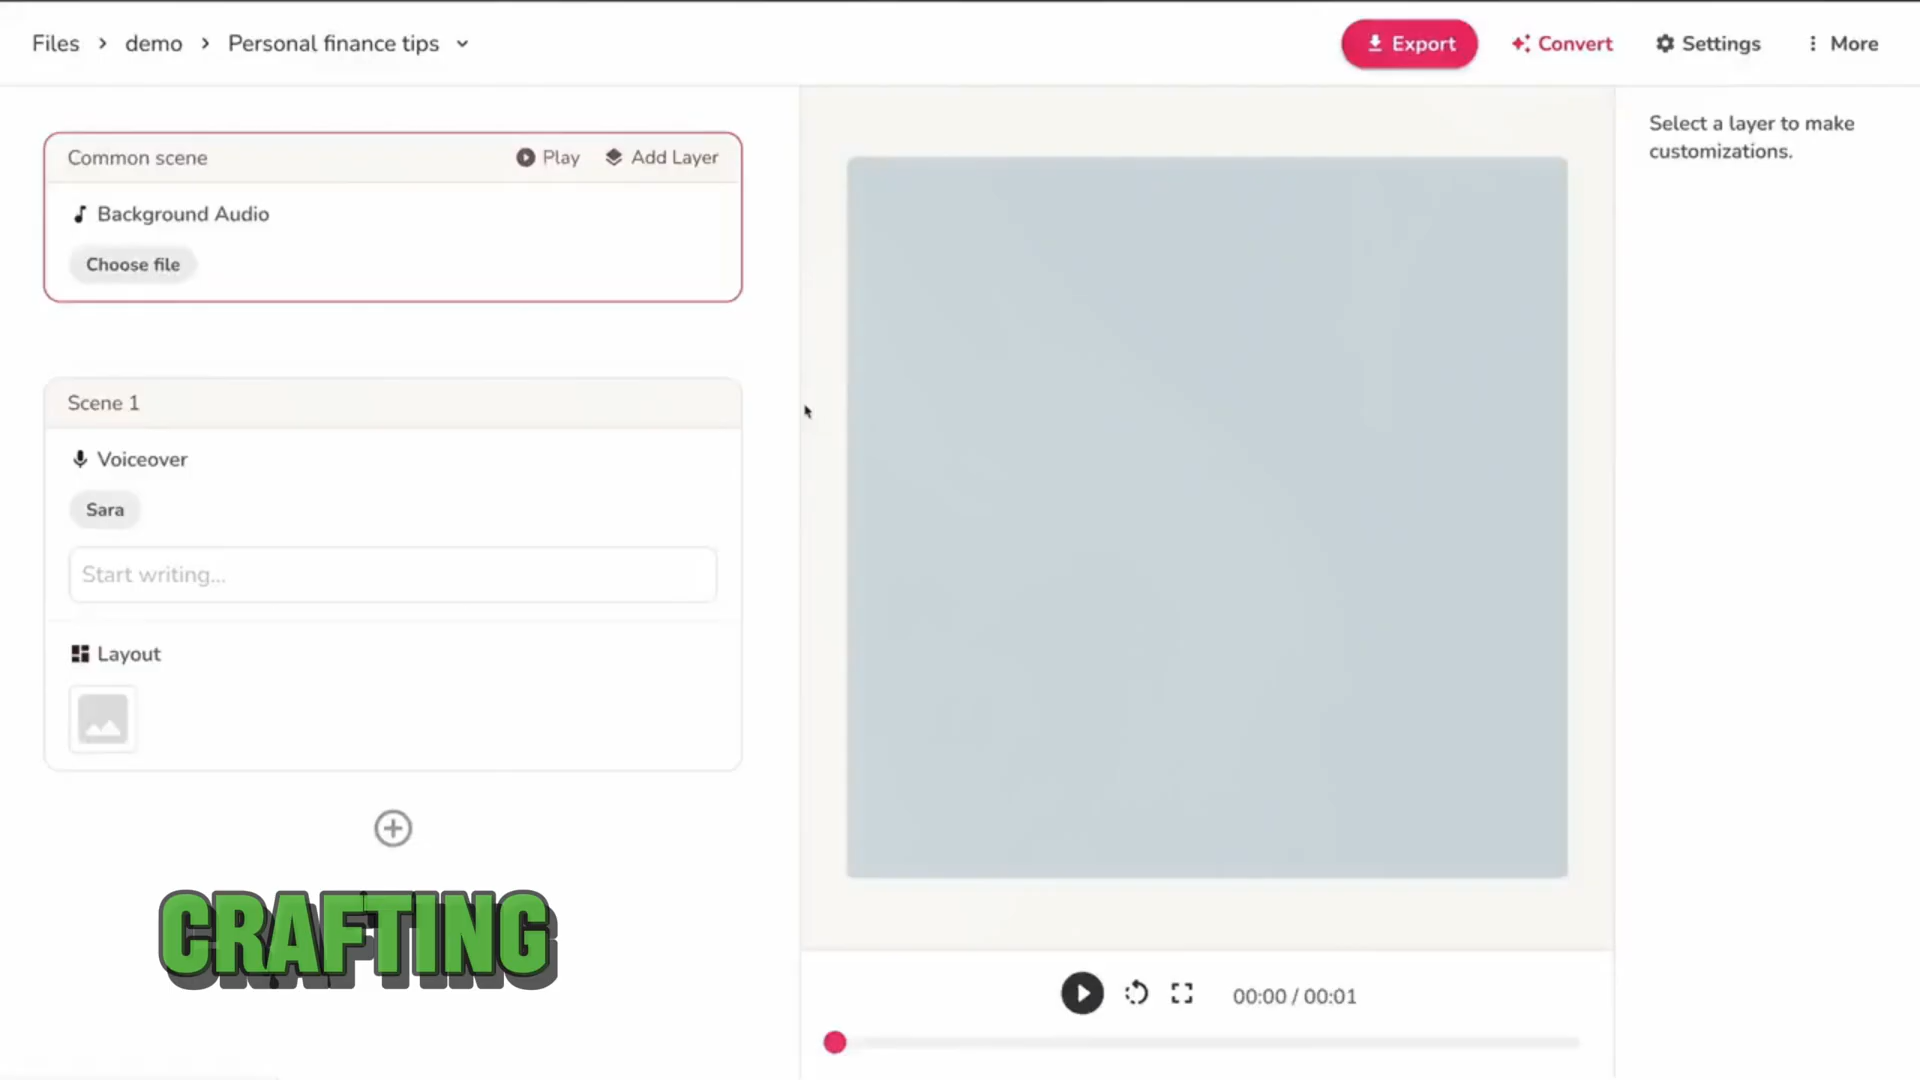 Files
demo
Personal finance tips
Export
Convert
Settings
More
Common scene
Play
Add Layer
Background Audio
Choose file
Scene 1
Voiceover
Sara
Start writing...
Layout
CRAFTING
Select a layer to make
customizations.
00:00 / 00:01